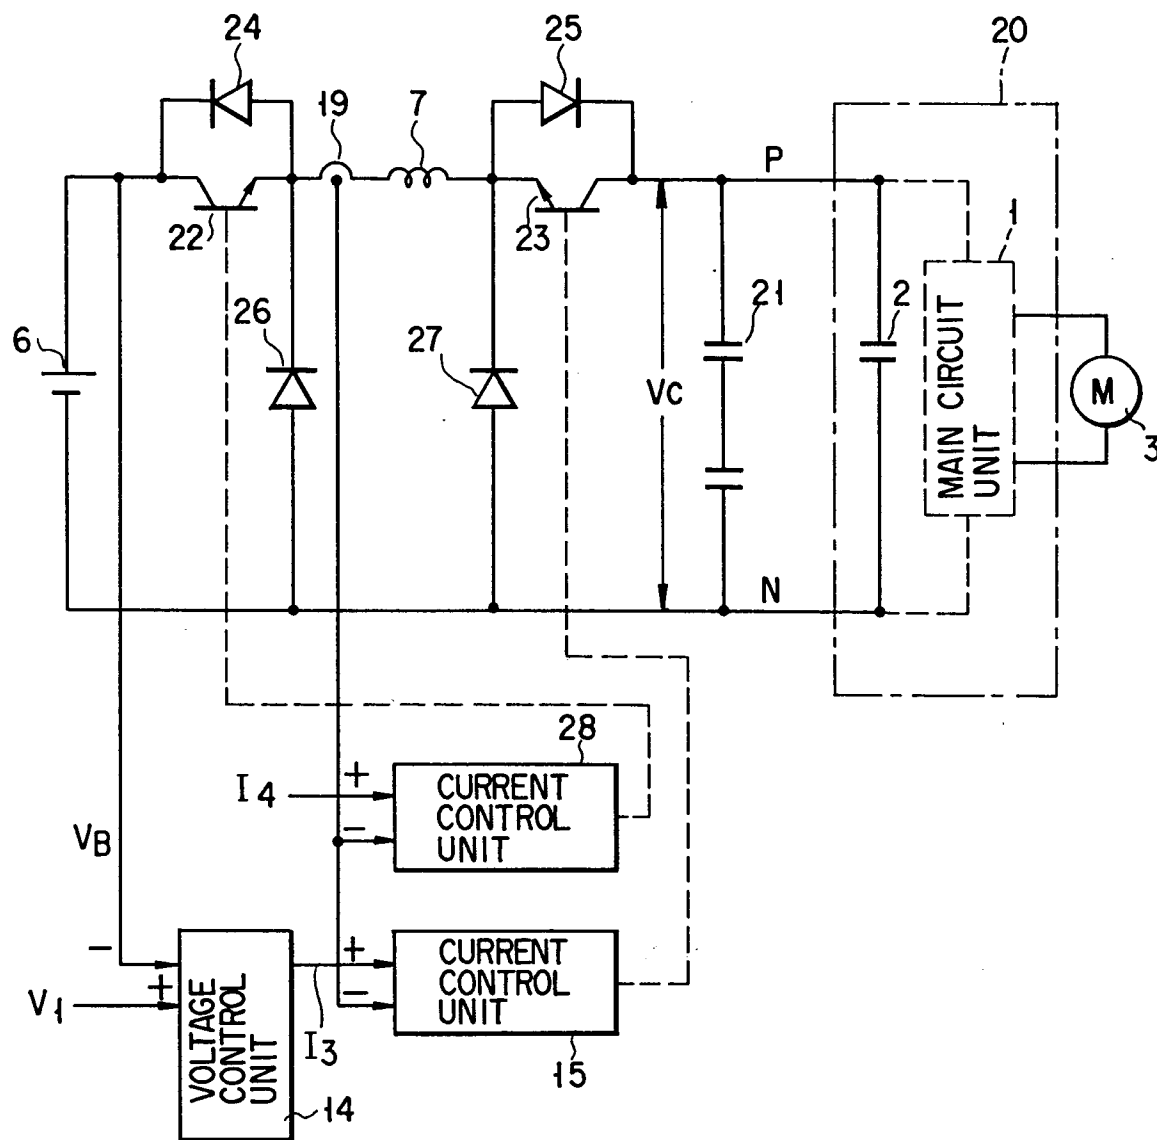 24
25
20
19
7
P
22
23
1
26
27
21
2
6
Vc
MAIN CIRCUIT
UNIT
M
3
N
28
I4
+
CURRENT
CONTROL
UNIT
−
VB
−
V1
+
VOLTAGE
CONTROL
UNIT
14
I3
+
CURRENT
CONTROL
UNIT
−
15